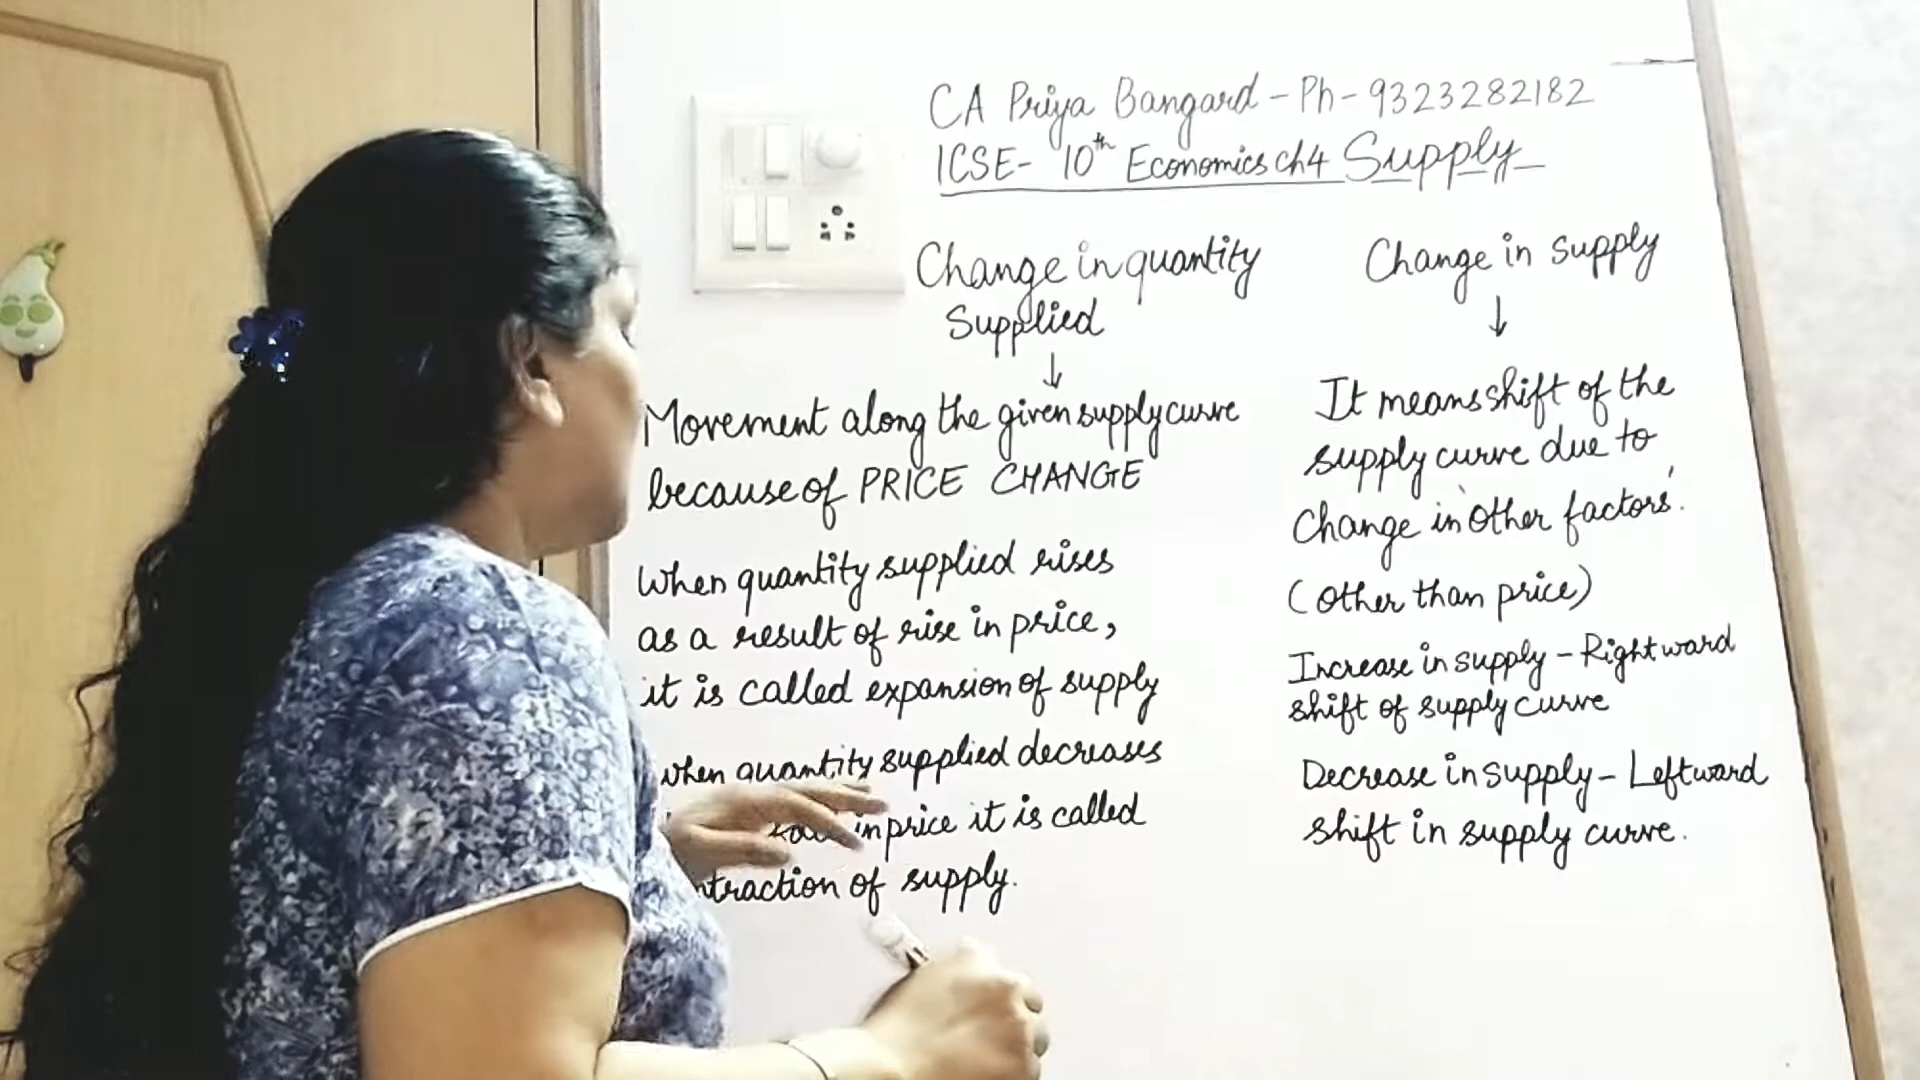 CA Priya Bangard - Ph - 9323282182
ICSE - 10th Economics ch4 Supply
Change in quantity
Supplied
↓
Movement along the given supply curve
because of PRICE CHANGE
When quantity supplied rises
as a result of rise in price,
it is called expansion of supply
when quantity supplied decreases
in price it is called
of supply.
Change in supply
↓
It means shift of the
supply curve due to
Change in 'other factors'.
(Other than price)
Increase in supply - Rightward
shift of supply curve
Decrease in supply - Leftward
shift in supply curve.